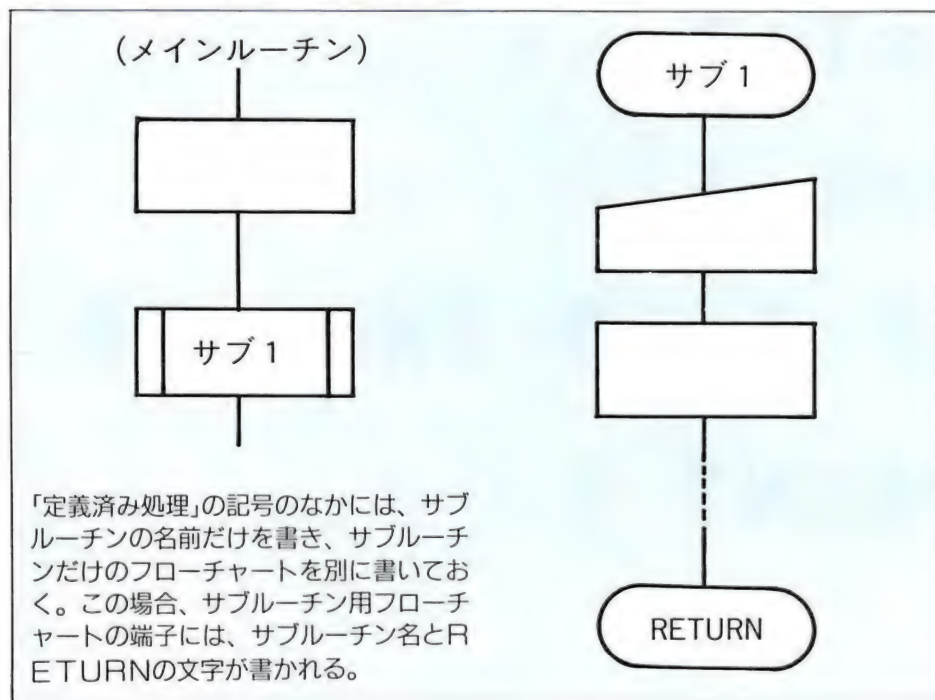 (メインルーチン)
サブ1
「定義済み処理」の記号のなかには、サブ
ルーチンの名前だけを書き、サブルーチ
ンだけのフローチャートを別に書いてお
く。この場合、サブルーチン用フローチ
ャートの端子には、サブルーチン名とR
ETURNの文字が書かれる。
サブ1
RETURN